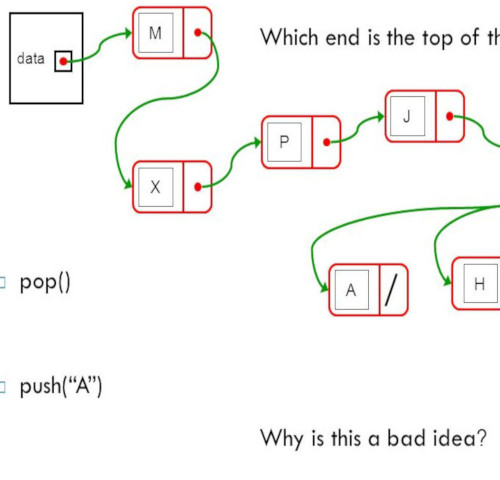 M
Which end is the top of th
data
J
P
X
A /
H
pop()
push(“A”)
Why is this a bad idea?